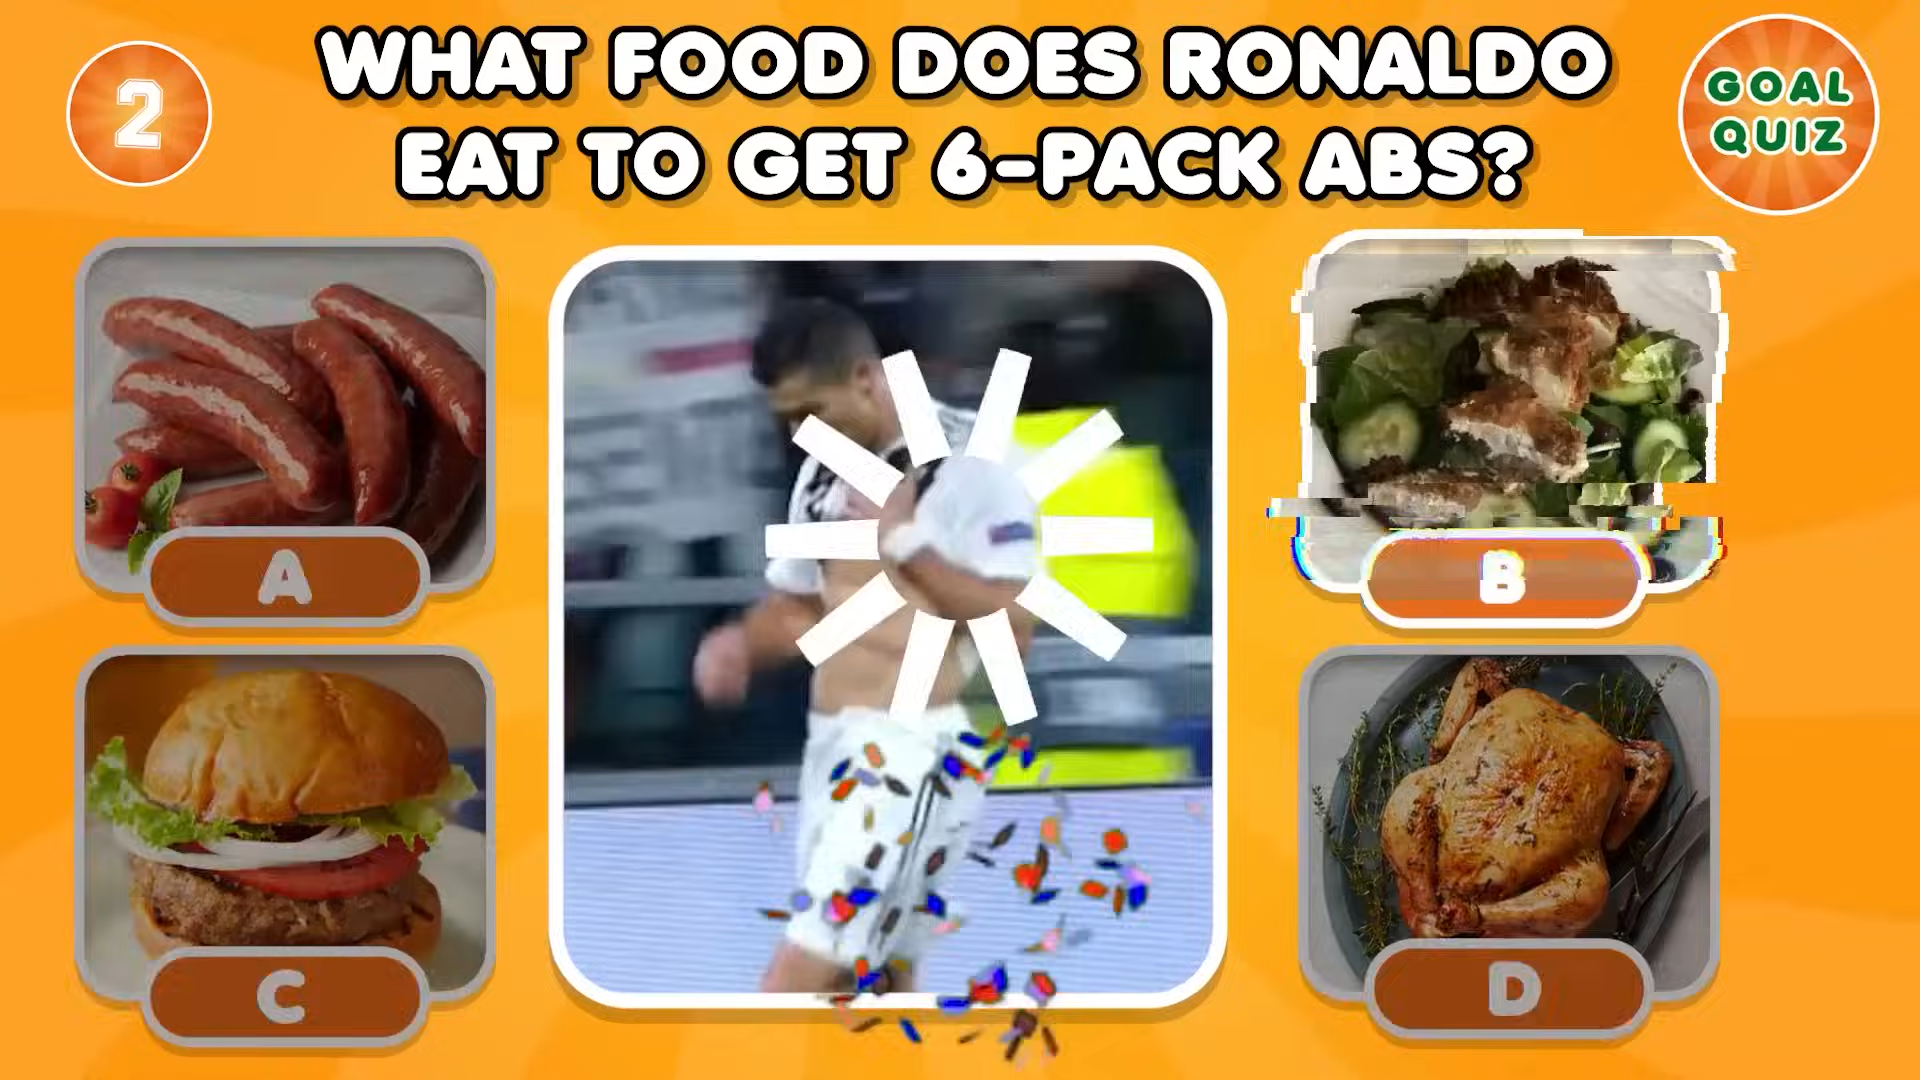 2
WHAT FOOD DOES RONALDO
EAT TO GET 6-PACK ABS?
GOAL
QUIZ
A
B
C
D